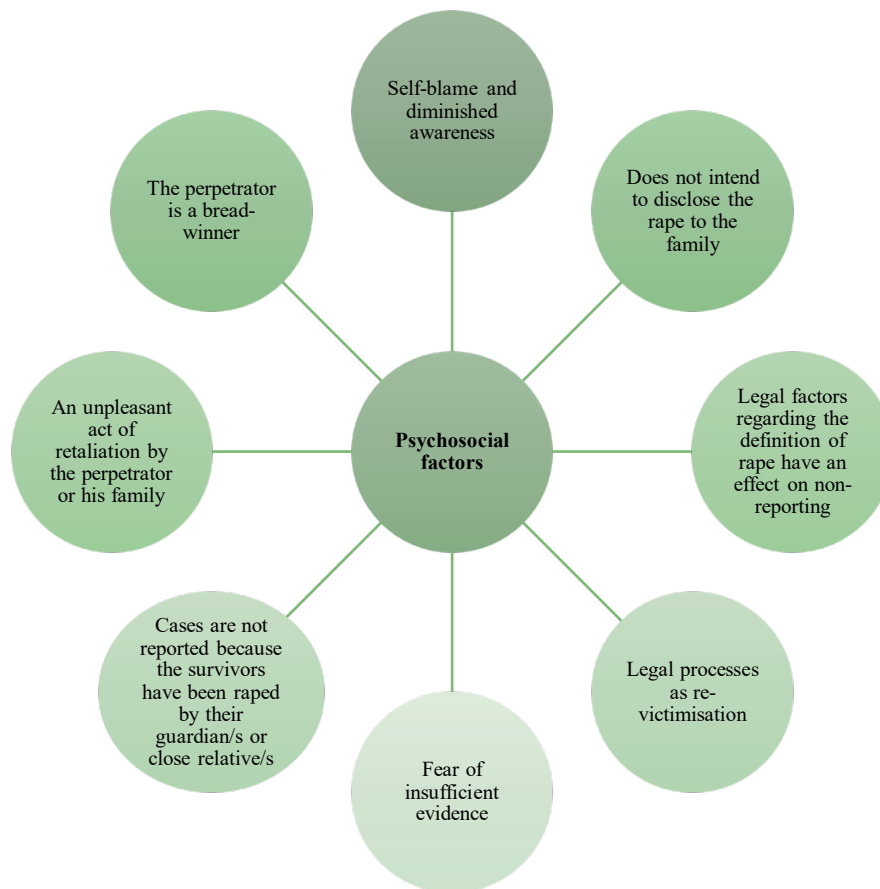 Self-blame and
diminished
awareness
Does not intend
to disclose the
rape to the
family
Legal factors
regarding the
definition of
rape have an
effect on non-
reporting
Legal processes
as re-
victimisation
Fear of
insufficient
evidence
Cases are not
reported because
the survivors
have been raped
by their
guardian/s or
close relative/s
An unpleasant
act of
retaliation by
the perpetrator
or his family
The perpetrator
is a bread-
winner
Psychosocial
factors